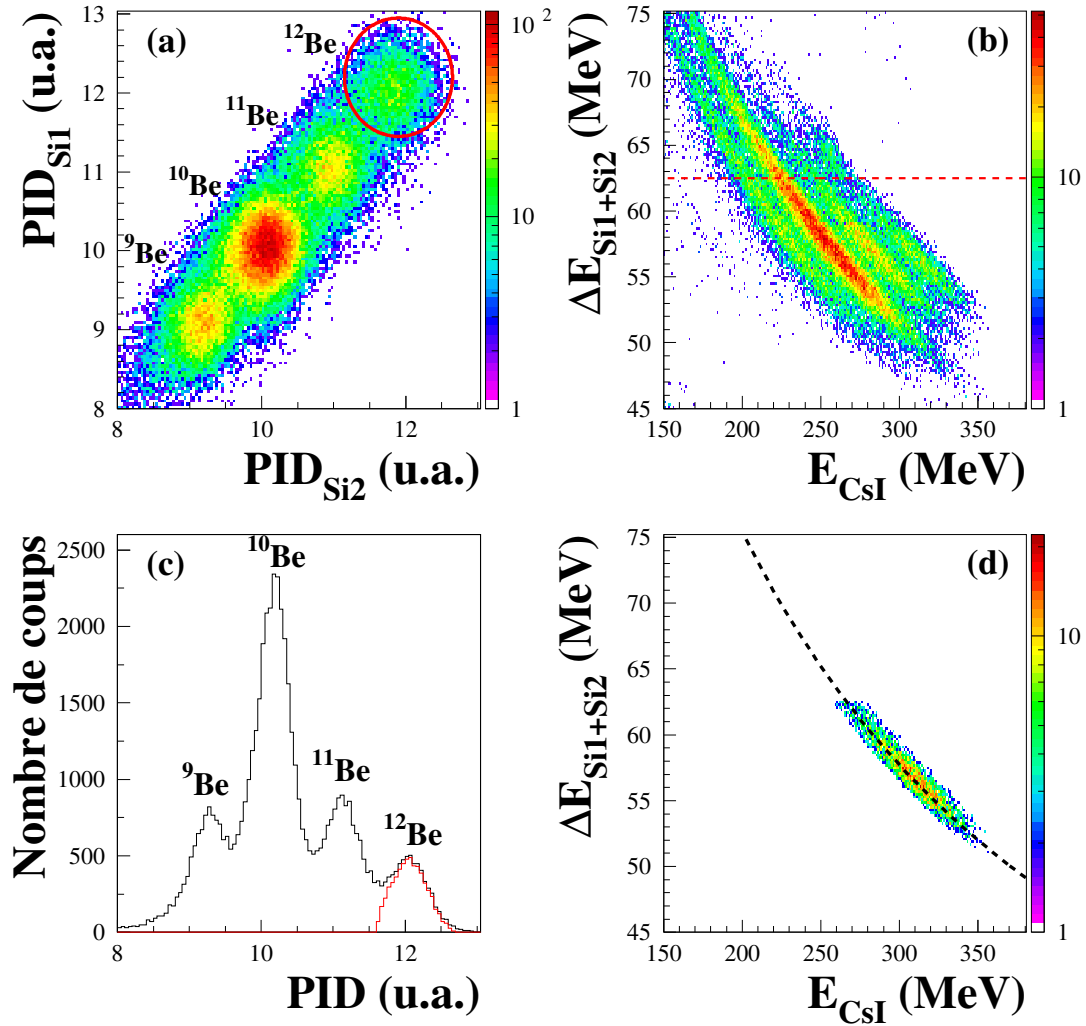 (a)
¹²Be
¹¹Be
¹⁰Be
⁹Be
PID_Si1 (u.a.)
13
12
11
10
9
8
8 10 12
PID_Si2 (u.a.)
10²
10
1
(b)
ΔE_Si1+Si2 (MeV)
75
70
65
60
55
50
45
150 200 250 300 350
E_CsI (MeV)
10
1
(c)
¹⁰Be
⁹Be
¹¹Be
¹²Be
Nombre de coups
2500
2000
1500
1000
500
0
8 10 12
PID (u.a.)
(d)
ΔE_Si1+Si2 (MeV)
75
70
65
60
55
50
45
150 200 250 300 350
E_CsI (MeV)
10
1